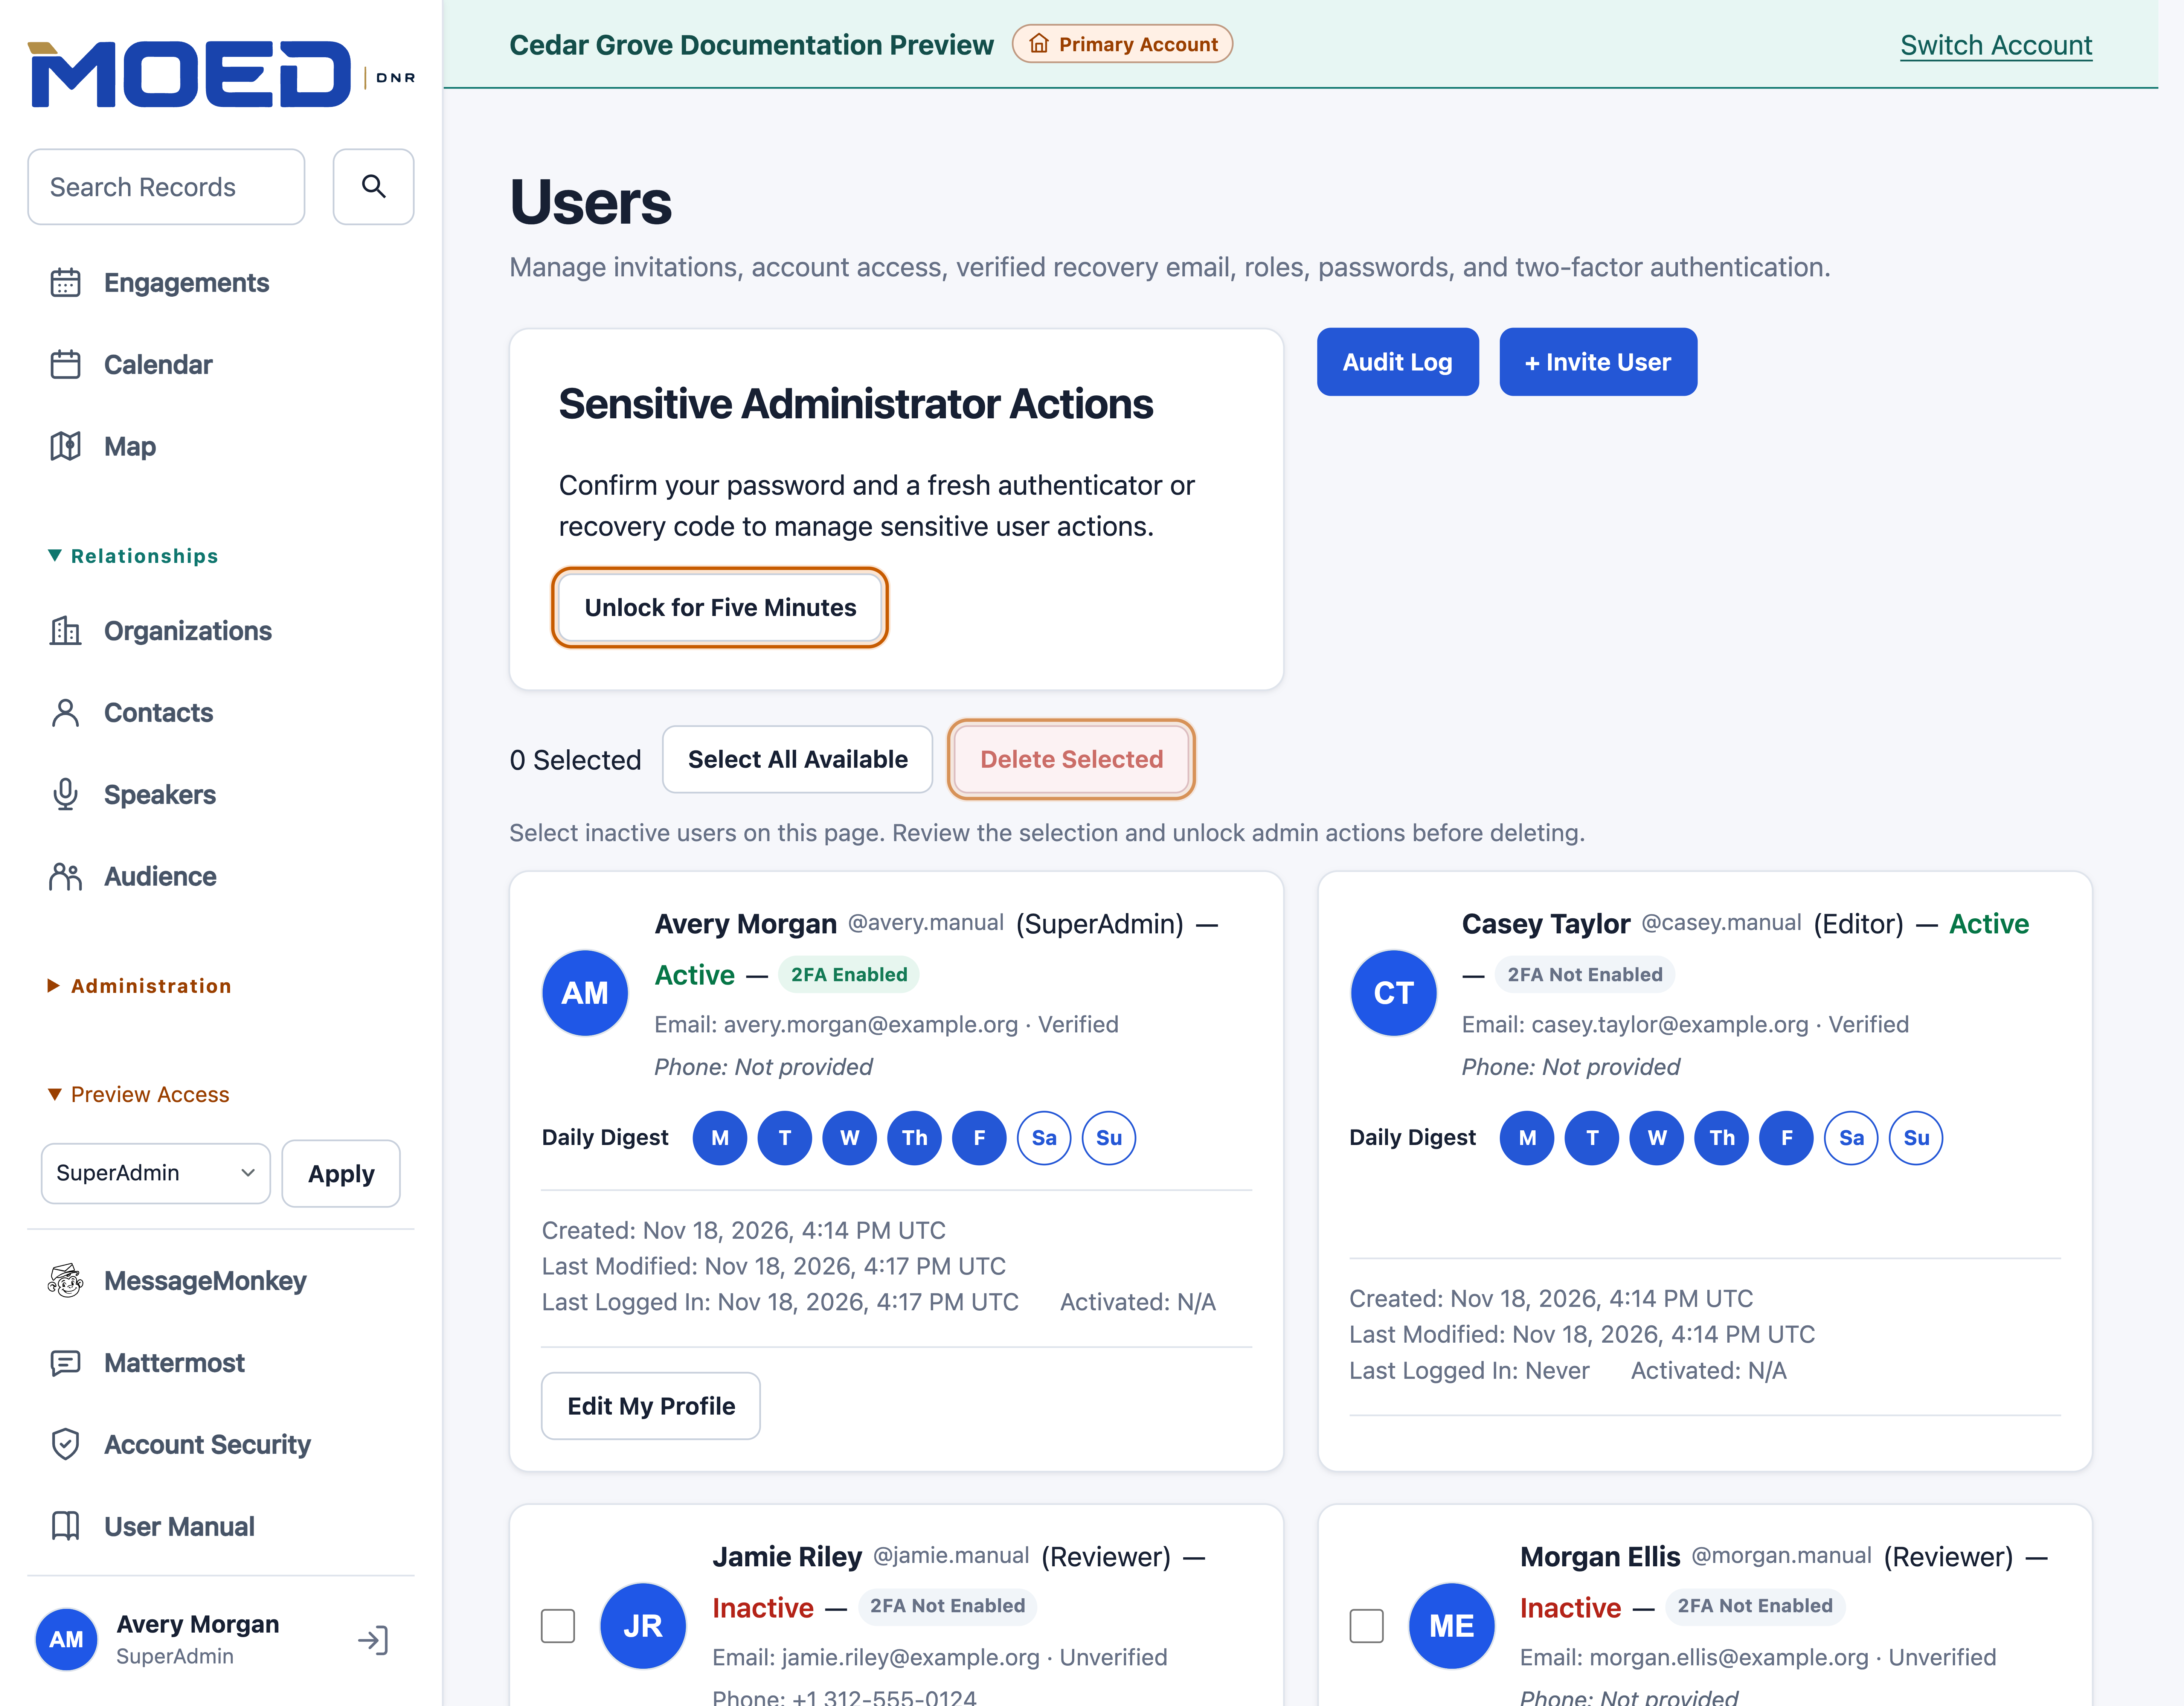 MOED | DNR
Search Records
Engagements
Calendar
Map
▼ Relationships
Organizations
Contacts
Speakers
Audience
▶ Administration
▼ Preview Access
SuperAdmin
Apply
MessageMonkey
Mattermost
Account Security
User Manual
AM
Avery Morgan
SuperAdmin
Cedar Grove Documentation Preview
Primary Account
Switch Account
Users
Manage invitations, account access, verified recovery email, roles, passwords, and two-factor authentication.
Sensitive Administrator Actions
Confirm your password and a fresh authenticator or
recovery code to manage sensitive user actions.
Unlock for Five Minutes
Audit Log
+ Invite User
0 Selected
Select All Available
Delete Selected
Select inactive users on this page. Review the selection and unlock admin actions before deleting.
AM
Avery Morgan @avery.manual (SuperAdmin) —
Active — 2FA Enabled
Email: avery.morgan@example.org · Verified
Phone: Not provided
Daily Digest M T W Th F Sa Su
Created: Nov 18, 2026, 4:14 PM UTC
Last Modified: Nov 18, 2026, 4:17 PM UTC
Last Logged In: Nov 18, 2026, 4:17 PM UTC Activated: N/A
Edit My Profile
CT
Casey Taylor @casey.manual (Editor) — Active
— 2FA Not Enabled
Email: casey.taylor@example.org · Verified
Phone: Not provided
Daily Digest M T W Th F Sa Su
Created: Nov 18, 2026, 4:14 PM UTC
Last Modified: Nov 18, 2026, 4:14 PM UTC
Last Logged In: Never Activated: N/A
JR
Jamie Riley @jamie.manual (Reviewer) —
Inactive — 2FA Not Enabled
Email: jamie.riley@example.org · Unverified
Phone: +1 312-555-0124
ME
Morgan Ellis @morgan.manual (Reviewer) —
Inactive — 2FA Not Enabled
Email: morgan.ellis@example.org · Unverified
Phone: Not provided